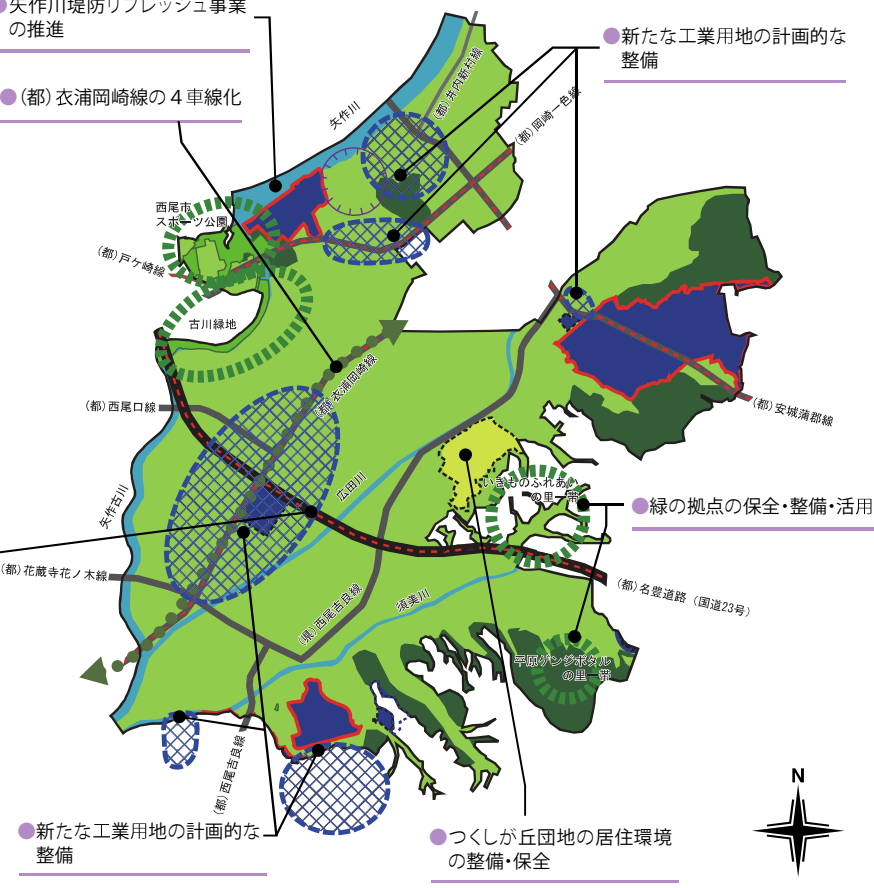 ●矢作川堤防リフレッシュ事業
の推進
●(都)衣浦岡崎線の４車線化
●新たな工業用地の計画的な
整備
(都)井内新村線
矢作川
(都)岡崎一色線
西尾市
スポーツ公園
(都)戸ケ崎線
古川緑地
(都)衣浦岡崎線
(都)西尾口線
(都)安城蒲郡線
広田川
いきものふれあい
の里一帯
矢作古川
●緑の拠点の保全・整備・活用
(都)花蔵寺花ノ木線
(都)名豊道路（国道23号）
須美川
(県)西尾吉良線
平原ゲンジボタル
の里一帯
(都)西尾吉良線
N
●新たな工業用地の計画的な
整備
●つくしが丘団地の居住環境
の整備・保全